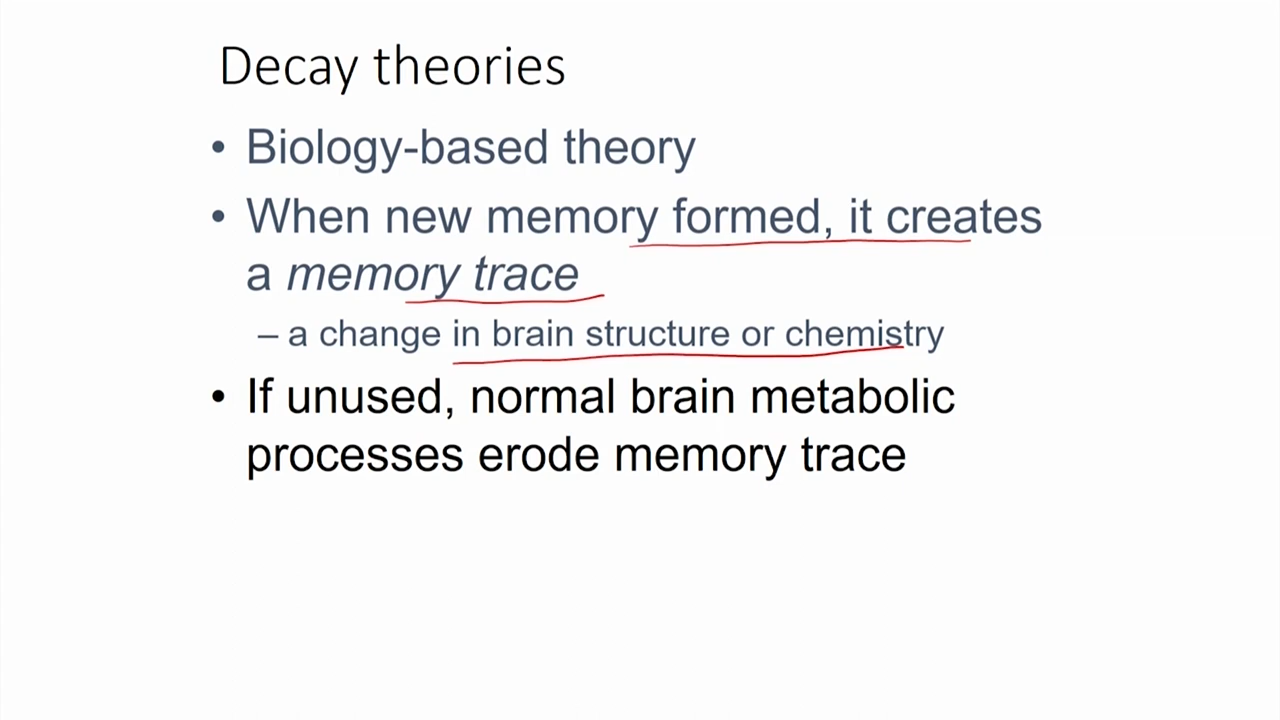 Decay theories
• Biology-based theory
• When new memory formed, it creates
a memory trace
– a change in brain structure or chemistry
• If unused, normal brain metabolic
processes erode memory trace